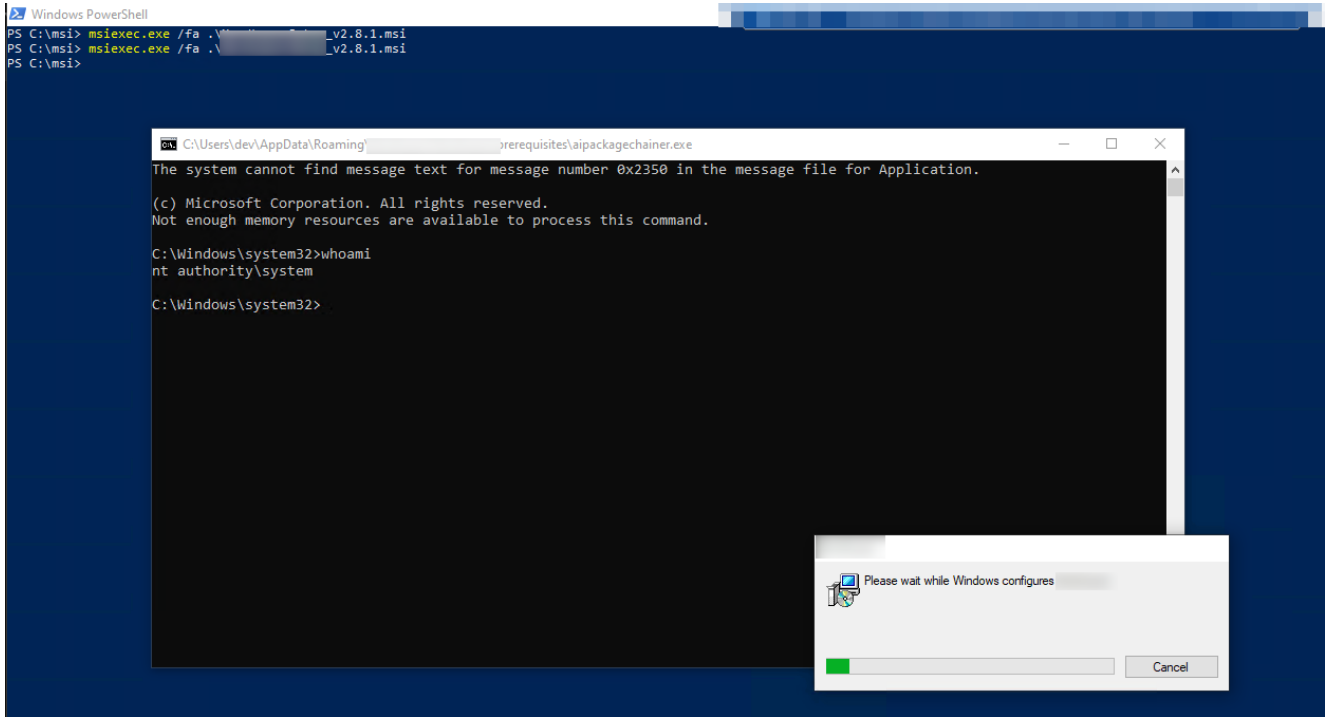 Windows PowerShell
PS C:\msi> msiexec.exe /fa .\ _v2.8.1.msi
PS C:\msi> msiexec.exe /fa .\ _v2.8.1.msi
PS C:\msi>
C:\Users\dev\AppData\Roaming\ rerequisites\aipackagechainer.exe
The system cannot find message text for message number 0x2350 in the message file for Application.
(c) Microsoft Corporation. All rights reserved.
Not enough memory resources are available to process this command.
C:\Windows\system32>whoami
nt authority\system
C:\Windows\system32>
Please wait while Windows configures
Cancel